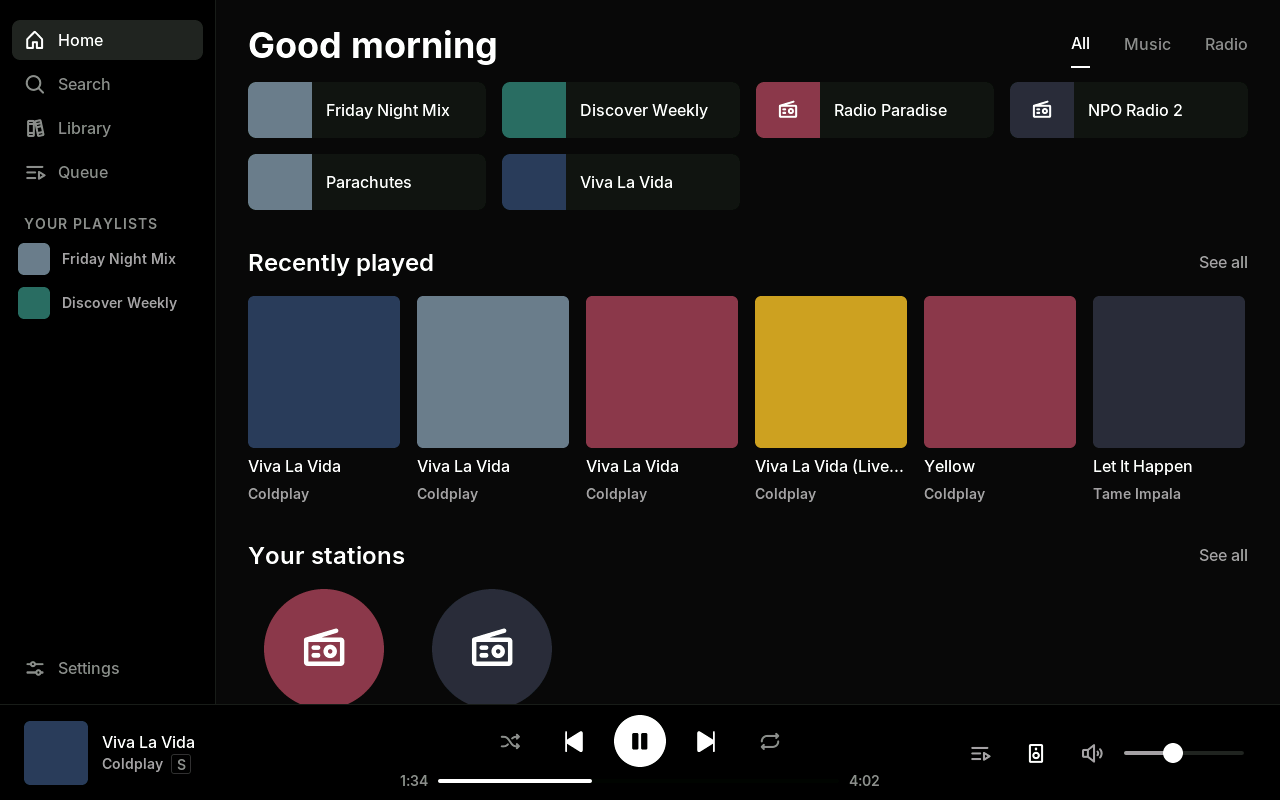 Home
Search
Library
Queue
YOUR PLAYLISTS
Friday Night Mix
Discover Weekly
Settings
Good morning
All Music Radio
Friday Night Mix
Discover Weekly
Radio Paradise
NPO Radio 2
Parachutes
Viva La Vida
Recently played
See all
Viva La Vida
Coldplay
Viva La Vida
Coldplay
Viva La Vida
Coldplay
Viva La Vida (Live…
Coldplay
Yellow
Coldplay
Let It Happen
Tame Impala
Your stations
See all
Viva La Vida
Coldplay S
1:34
4:02